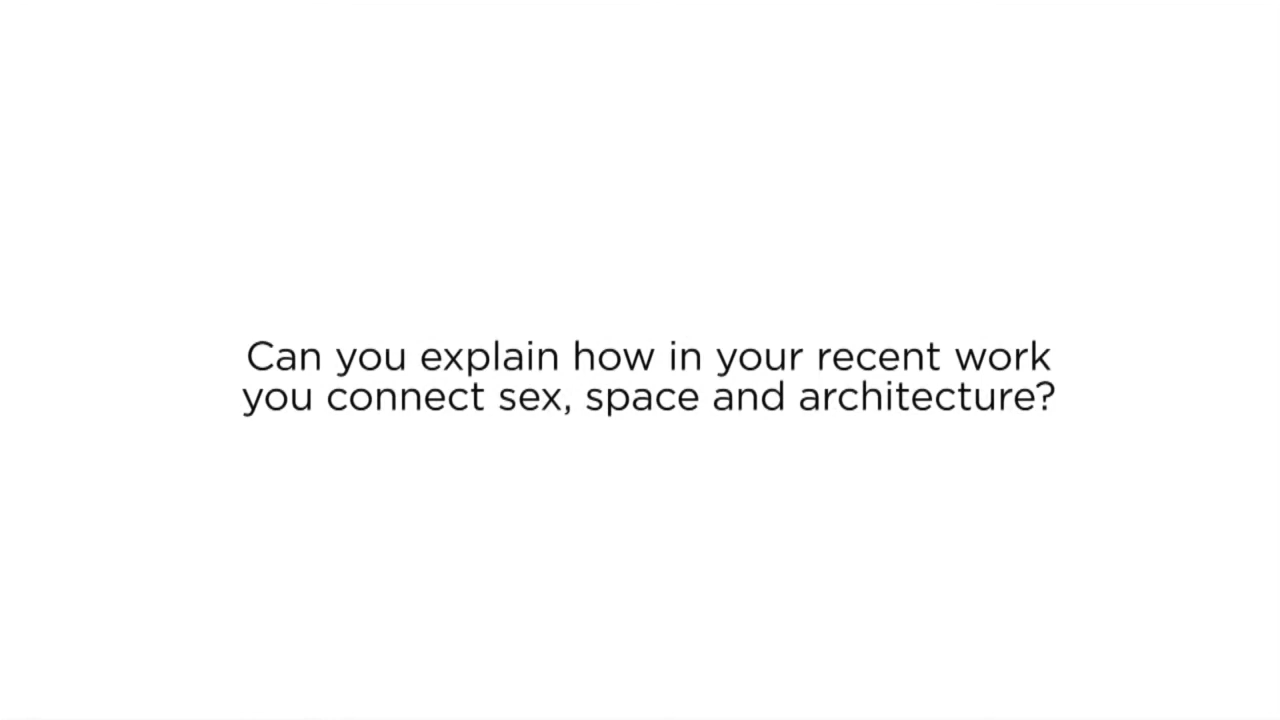 Can you explain how in your recent work
you connect sex, space and architecture?